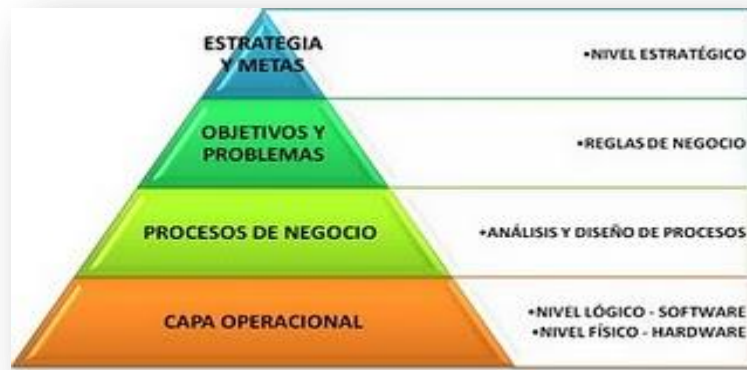 ESTRATEGIA
Y METAS
•NIVEL ESTRATÉGICO
OBJETIVOS Y
PROBLEMAS
•REGLAS DE NEGOCIO
PROCESOS DE NEGOCIO
•ANÁLISIS Y DISEÑO DE PROCESOS
CAPA OPERACIONAL
•NIVEL LÓGICO - SOFTWARE
•NIVEL FÍSICO - HARDWARE